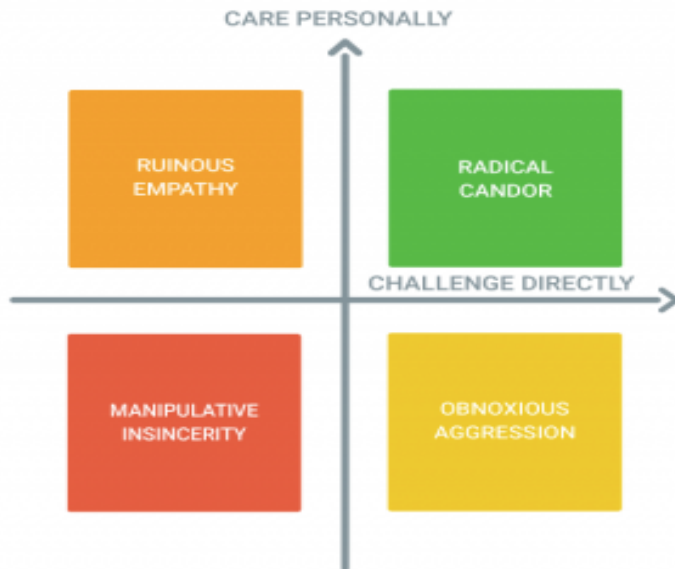 CARE PERSONALLY
RUINOUS
EMPATHY
RADICAL
CANDOR
CHALLENGE DIRECTLY
MANIPULATIVE
INSINCERITY
OBNOXIOUS
AGGRESSION